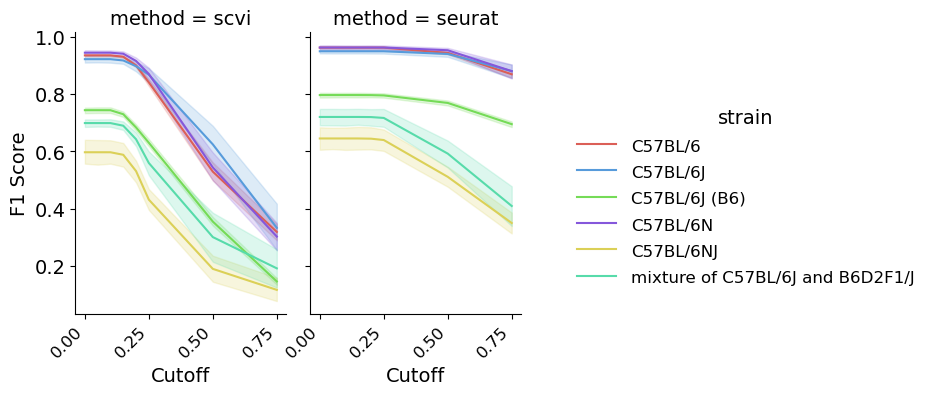 method = scvi
method = seurat
1.0
0.8
0.6
0.4
0.2
F1 Score
0.00
0.25
0.50
0.75
0.00
0.25
0.50
0.75
Cutoff
Cutoff
strain
C57BL/6
C57BL/6J
C57BL/6J (B6)
C57BL/6N
C57BL/6NJ
mixture of C57BL/6J and B6D2F1/J